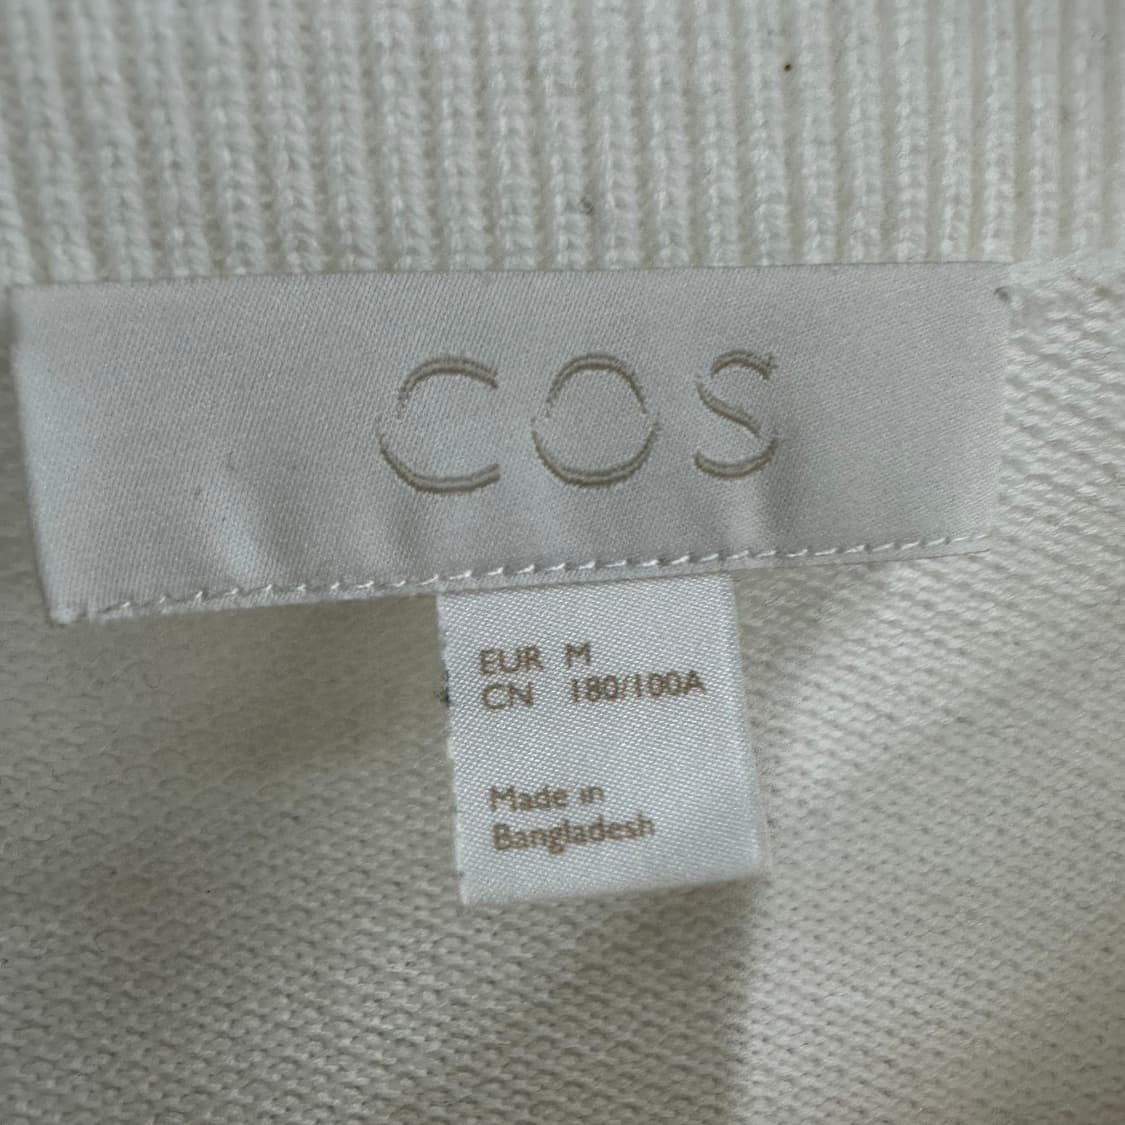 COS
EUR M
CN 180/100A
Made in
Bangladesh